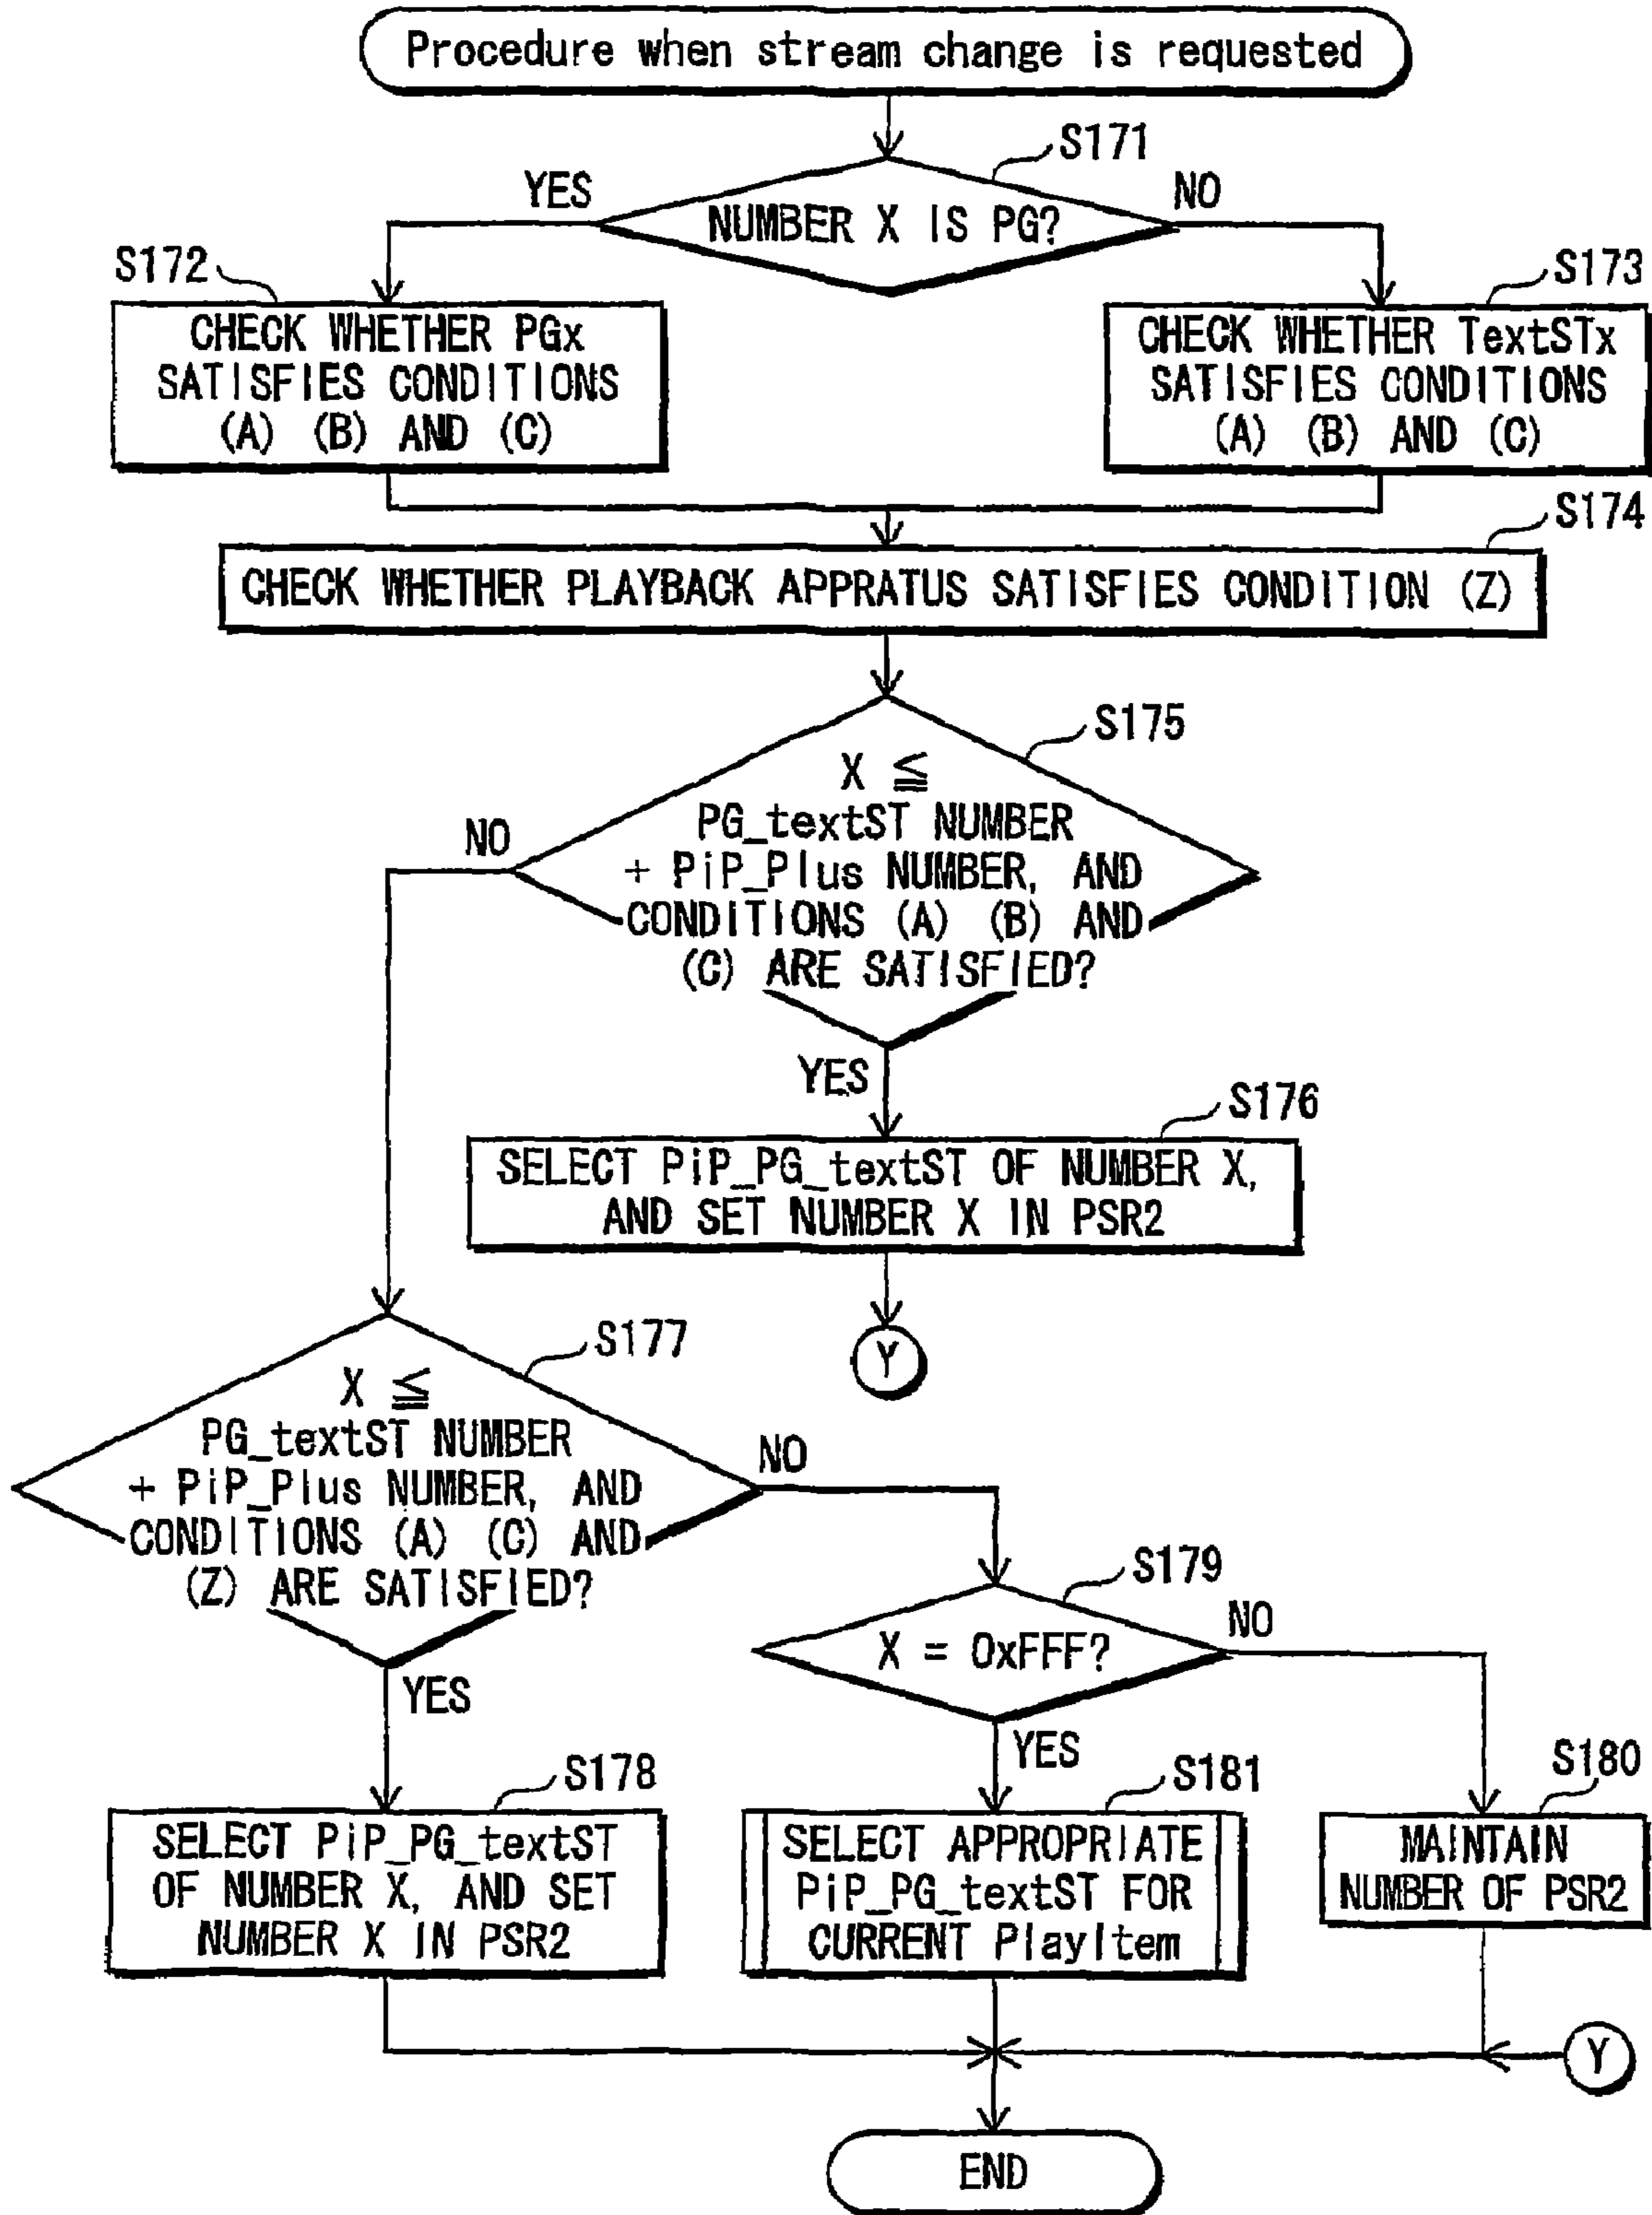 Procedure when stream change is requested
S171
YES
NO
NUMBER X IS PG?
S172
S173
CHECK WHETHER PGx
SATISFIES CONDITIONS
(A) (B) AND (C)
CHECK WHETHER TextSTx
SATISFIES CONDITIONS
(A) (B) AND (C)
S174
CHECK WHETHER PLAYBACK APPRATUS SATISFIES CONDITION (Z)
S175
X ≦
PG_textST NUMBER
+ PiP_Plus NUMBER, AND
CONDITIONS (A) (B) AND
(C) ARE SATISFIED?
NO
YES
S176
SELECT PiP_PG_textST OF NUMBER X,
AND SET NUMBER X IN PSR2
Y
S177
X ≦
PG_textST NUMBER
+ PiP_Plus NUMBER, AND
CONDITIONS (A) (C) AND
(Z) ARE SATISFIED?
NO
YES
S179
X = 0xFFF?
NO
YES
S178
SELECT PiP_PG_textST
OF NUMBER X, AND SET
NUMBER X IN PSR2
S181
SELECT APPROPRIATE
PiP_PG_textST FOR
CURRENT PlayItem
S180
MAINTAIN
NUMBER OF PSR2
Y
END